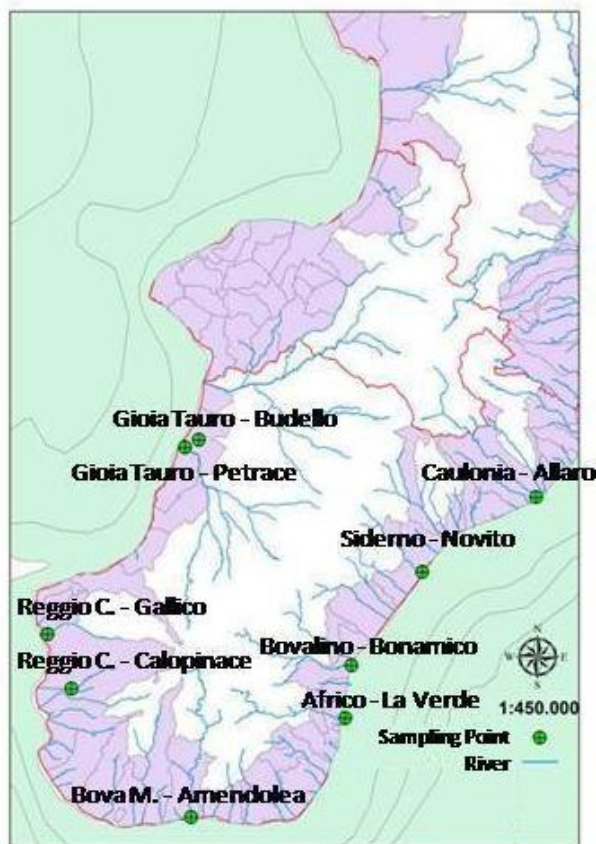 Gioia Tauro - Budello
Gioia Tauro - Petrace
Caulonia - Allaro
Siderno - Novito
Reggio C. - Gallico
Bovalino - Bonamico
Reggio C. - Calopinace
Africo - La Verde
Bova M. - Amendolea
N
W E
S
1:450.000
Sampling Point
River